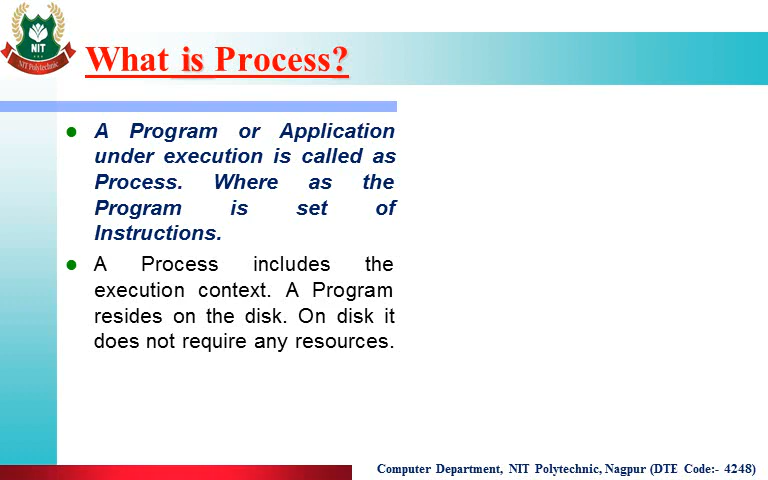 NIT
NIT Polytechnic
What is Process?
A Program or Application
under execution is called as
Process. Where as the
Program is set of
Instructions.
A Process includes the
execution context. A Program
resides on the disk. On disk it
does not require any resources.
Computer Department, NIT Polytechnic, Nagpur (DTE Code:- 4248)